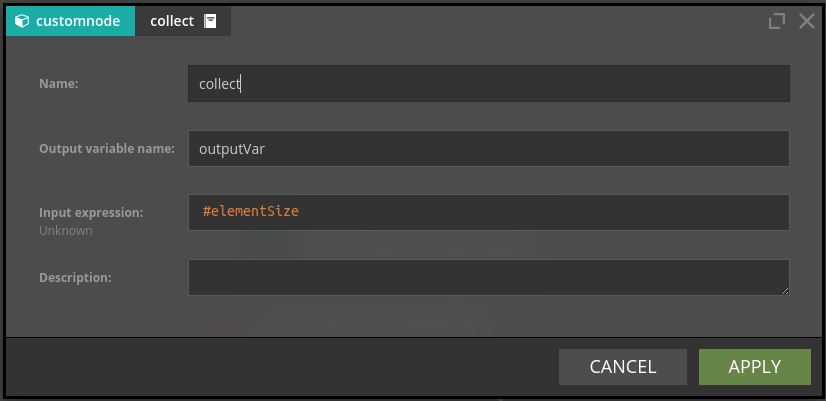 customnode collect
Name: collect
Output variable name: outputVar
Input expression: #elementSize
Unknown
Description:
CANCEL APPLY